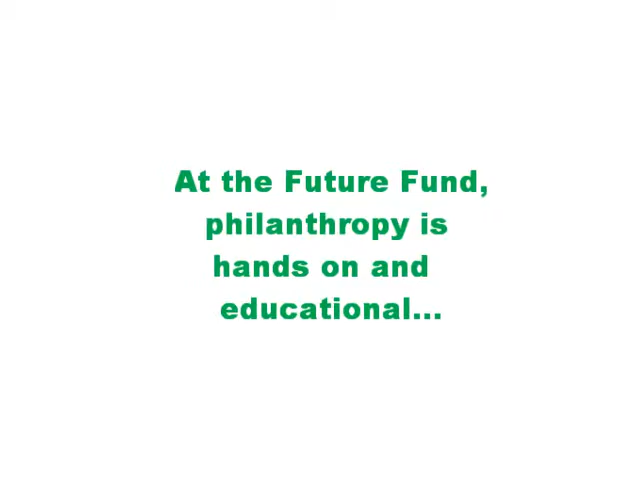 At the Future Fund,
philanthropy is
hands on and
educational...